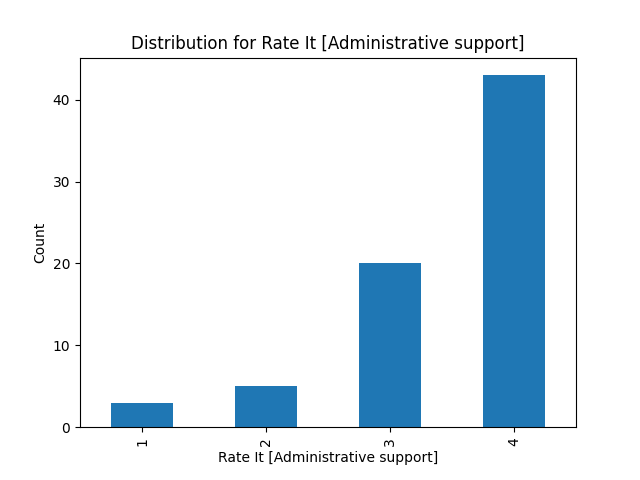 Distribution for Rate It [Administrative support]
Count
40
30
20
10
0
1 2 3 4
Rate It [Administrative support]